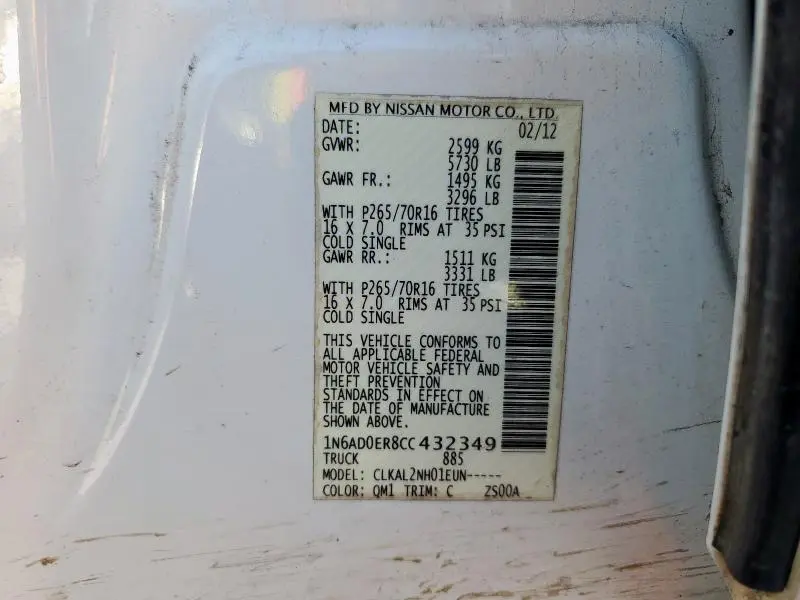 MFD BY NISSAN MOTOR CO., LTD.
DATE: 02/12
GVWR: 2599 KG
5730 LB
GAWR FR.: 1495 KG
3296 LB
WITH P265/70R16 TIRES
16 X 7.0 RIMS AT 35 PSI
COLD SINGLE
GAWR RR.: 1511 KG
3331 LB
WITH P265/70R16 TIRES
16 X 7.0 RIMS AT 35 PSI
COLD SINGLE
THIS VEHICLE CONFORMS TO
ALL APPLICABLE FEDERAL
MOTOR VEHICLE SAFETY AND
THEFT PREVENTION
STANDARDS IN EFFECT ON
THE DATE OF MANUFACTURE
SHOWN ABOVE.
1N6AD0ER8CC432349
TRUCK 885
MODEL: CLKAL2NH01EUN-----
COLOR: QM1 TRIM: C ZS00A